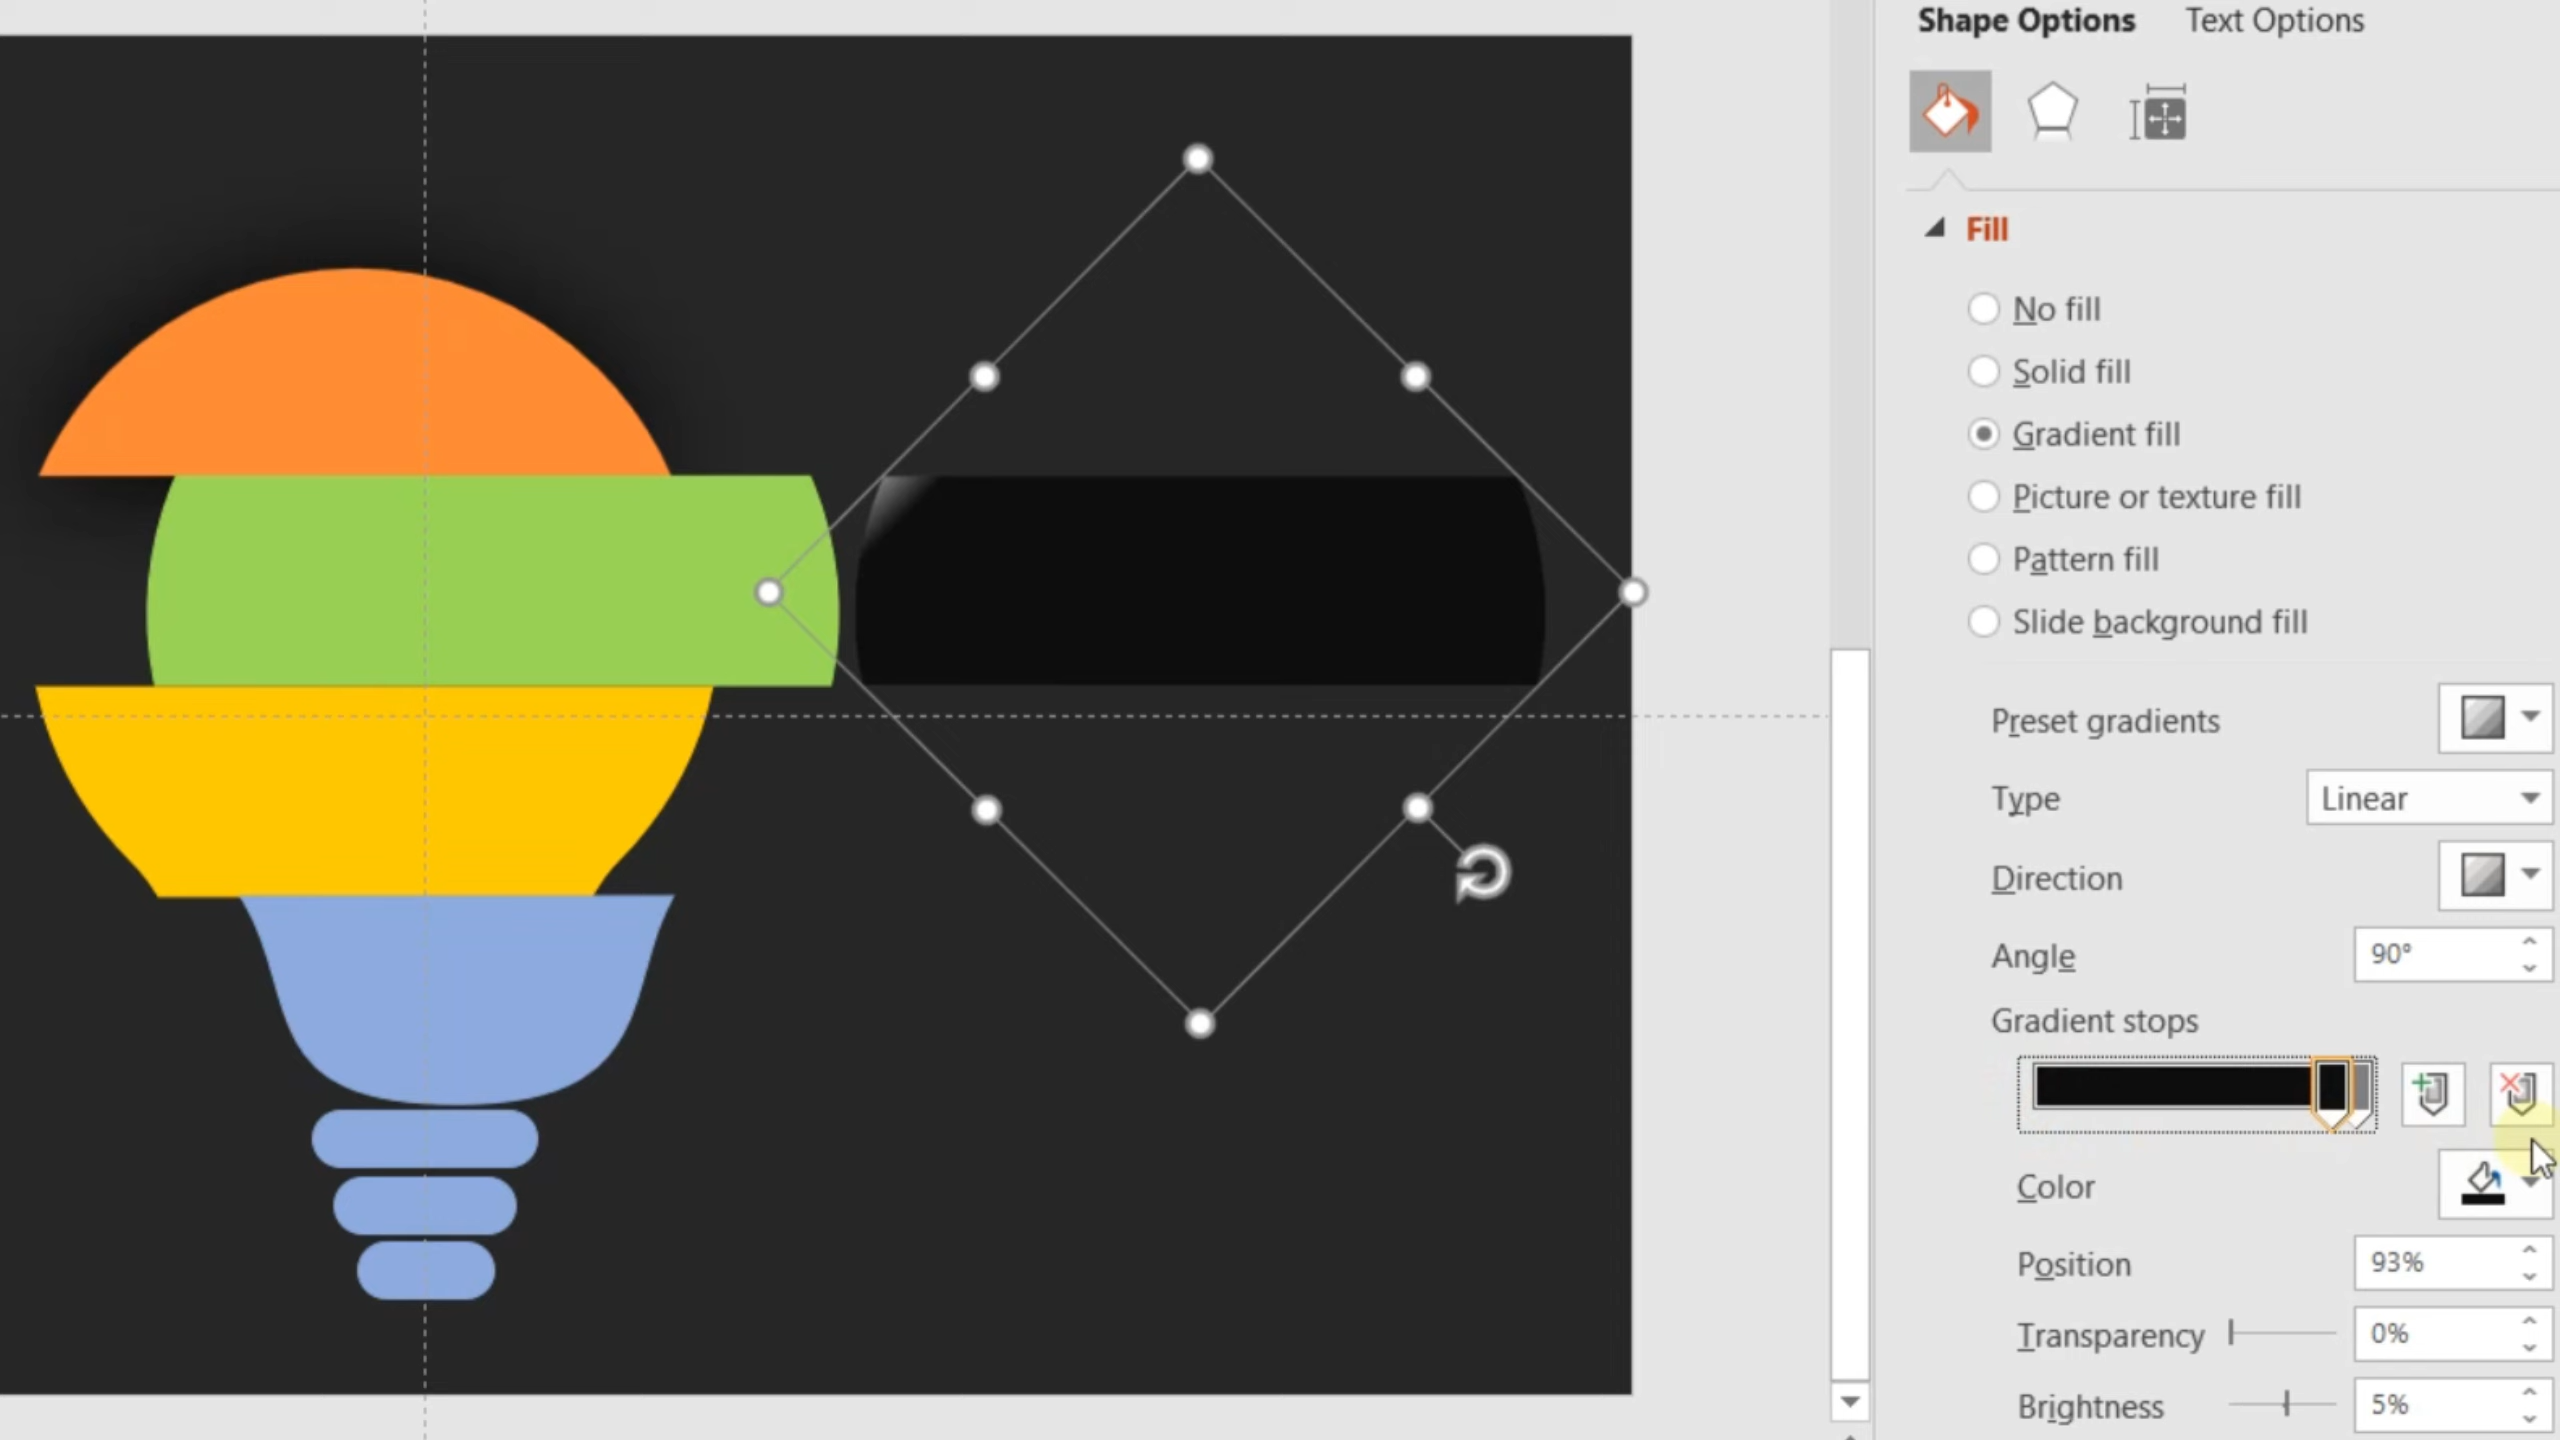 Shape Options Text Options
Fill
No fill
Solid fill
Gradient fill
Picture or texture fill
Pattern fill
Slide background fill
Preset gradients
Type Linear
Direction
Angle 90°
Gradient stops
Color
Position 93%
Transparency 0%
Brightness 5%